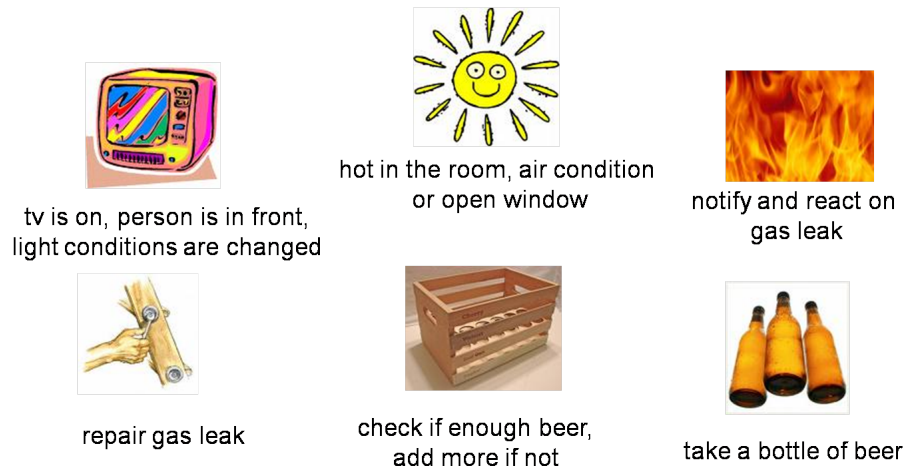 tv is on, person is in front,
light conditions are changed
hot in the room, air condition
or open window
notify and react on
gas leak
repair gas leak
check if enough beer,
add more if not
take a bottle of beer